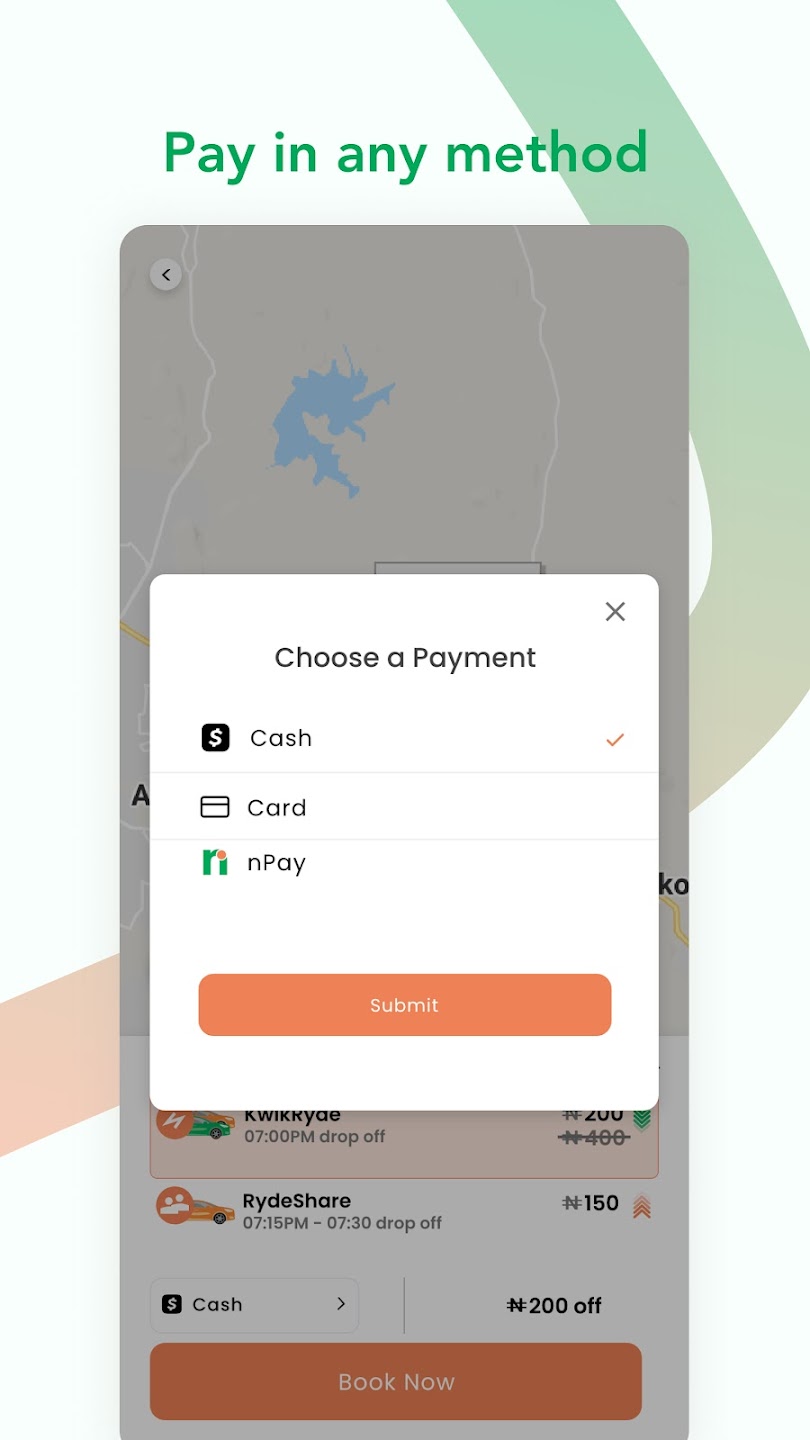 Pay in any method
Choose a Payment
Cash
Card
nPay
Submit
A
ko
KwikRyde
₦200
07:00PM drop off
₦400
RydeShare
₦150
07:15PM - 07:30 drop off
Cash
₦200 off
Book Now